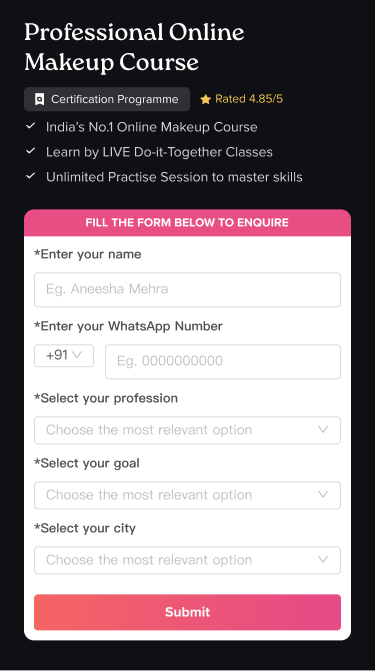 Professional Online
Makeup Course
Certification Programme
Rated 4.85/5
India's No.1 Online Makeup Course
Learn by LIVE Do-it-Together Classes
Unlimited Practise Session to master skills
FILL THE FORM BELOW TO ENQUIRE
*Enter your name
Eg. Aneesha Mehra
*Enter your WhatsApp Number
+91
Eg. 0000000000
*Select your profession
Choose the most relevant option
*Select your goal
Choose the most relevant option
*Select your city
Choose the most relevant option
Submit